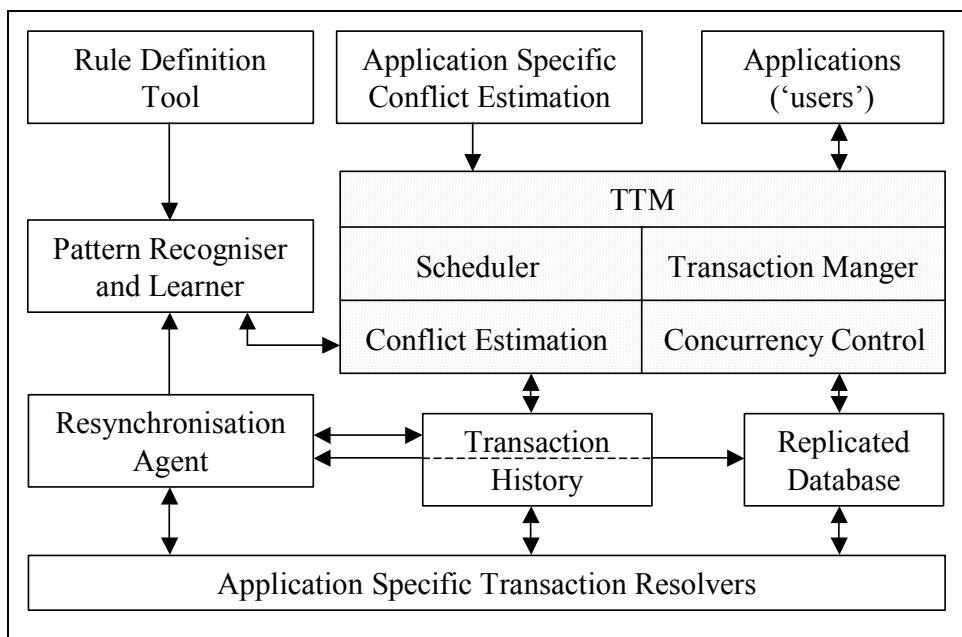 Rule Definition
Tool
Application Specific
Conflict Estimation
Applications
(‘users’)
TTM
Pattern Recogniser
and Learner
Scheduler
Transaction Manger
Conflict Estimation
Concurrency Control
Resynchronisation
Agent
Transaction
History
Replicated
Database
Application Specific Transaction Resolvers